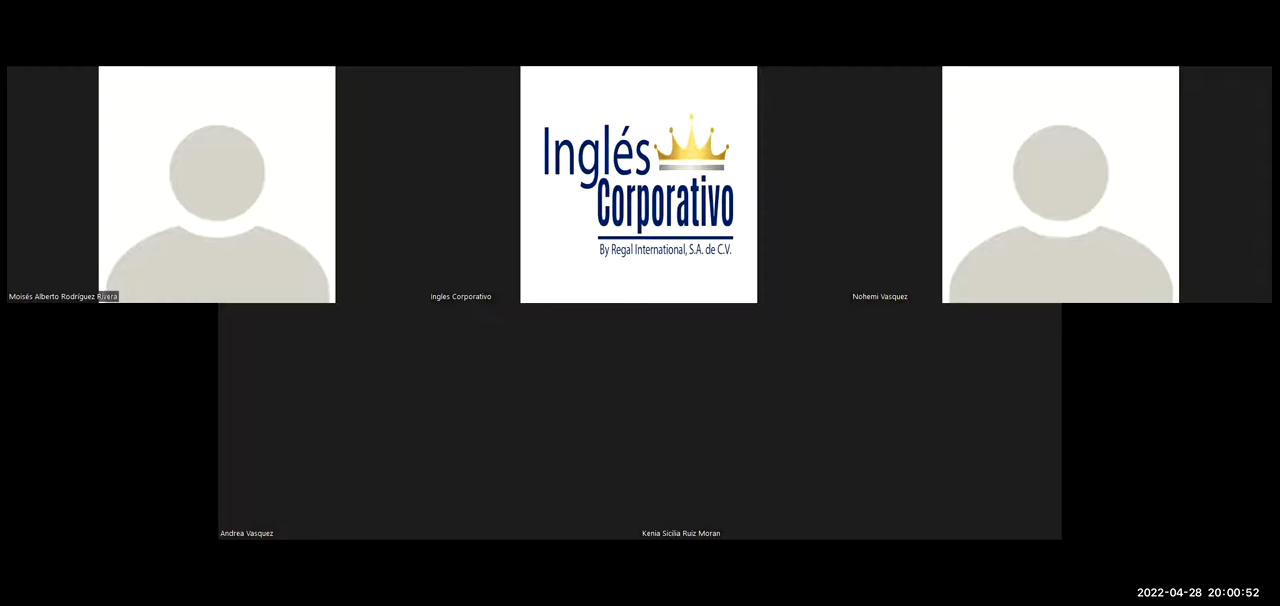 Inglés
Corporativo
By Regal International, S.A. de C.V.
Moisés Alberto Rodríguez Rivera
Ingles Corporativo
Nohemi Vasquez
Andrea Vasquez
Kenia Sicilia Ruiz Moran
2022-04-28 20:00:52